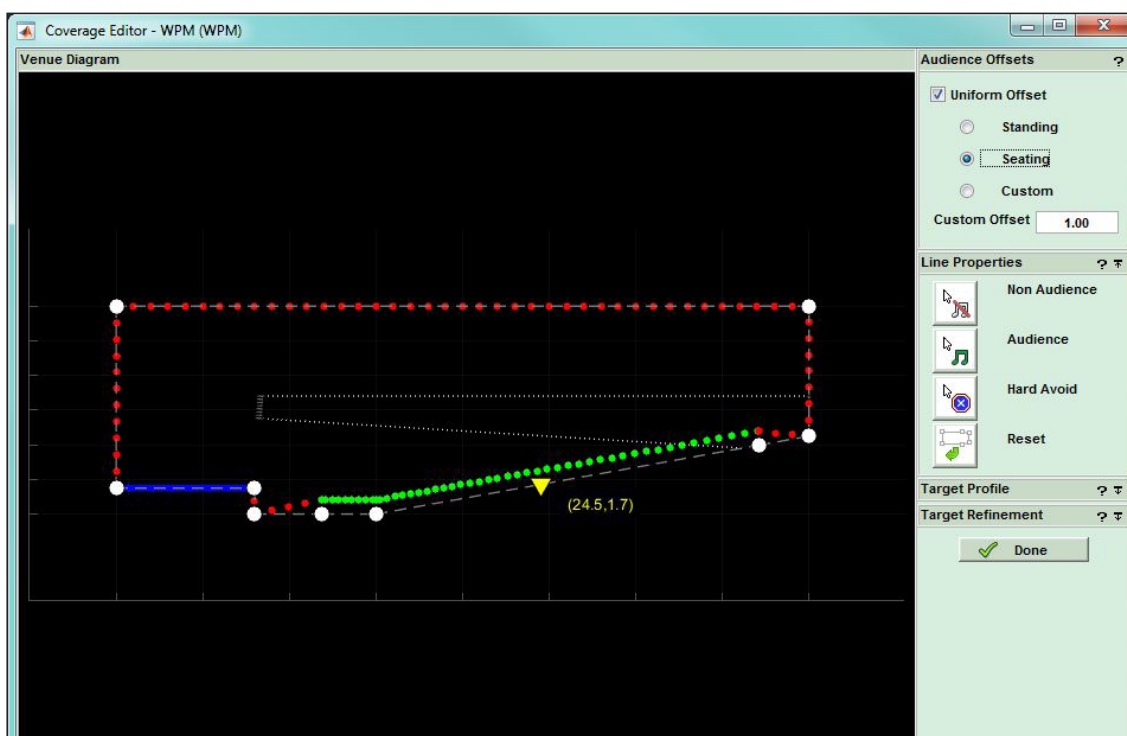 Coverage Editor - WPM (WPM)
Venue Diagram
Audience Offsets ?
Uniform Offset
Standing
Seating
Custom
Custom Offset 1.00
Line Properties ?
Non Audience
Audience
Hard Avoid
Reset
Target Profile ?
Target Refinement ?
Done
(24.5,1.7)